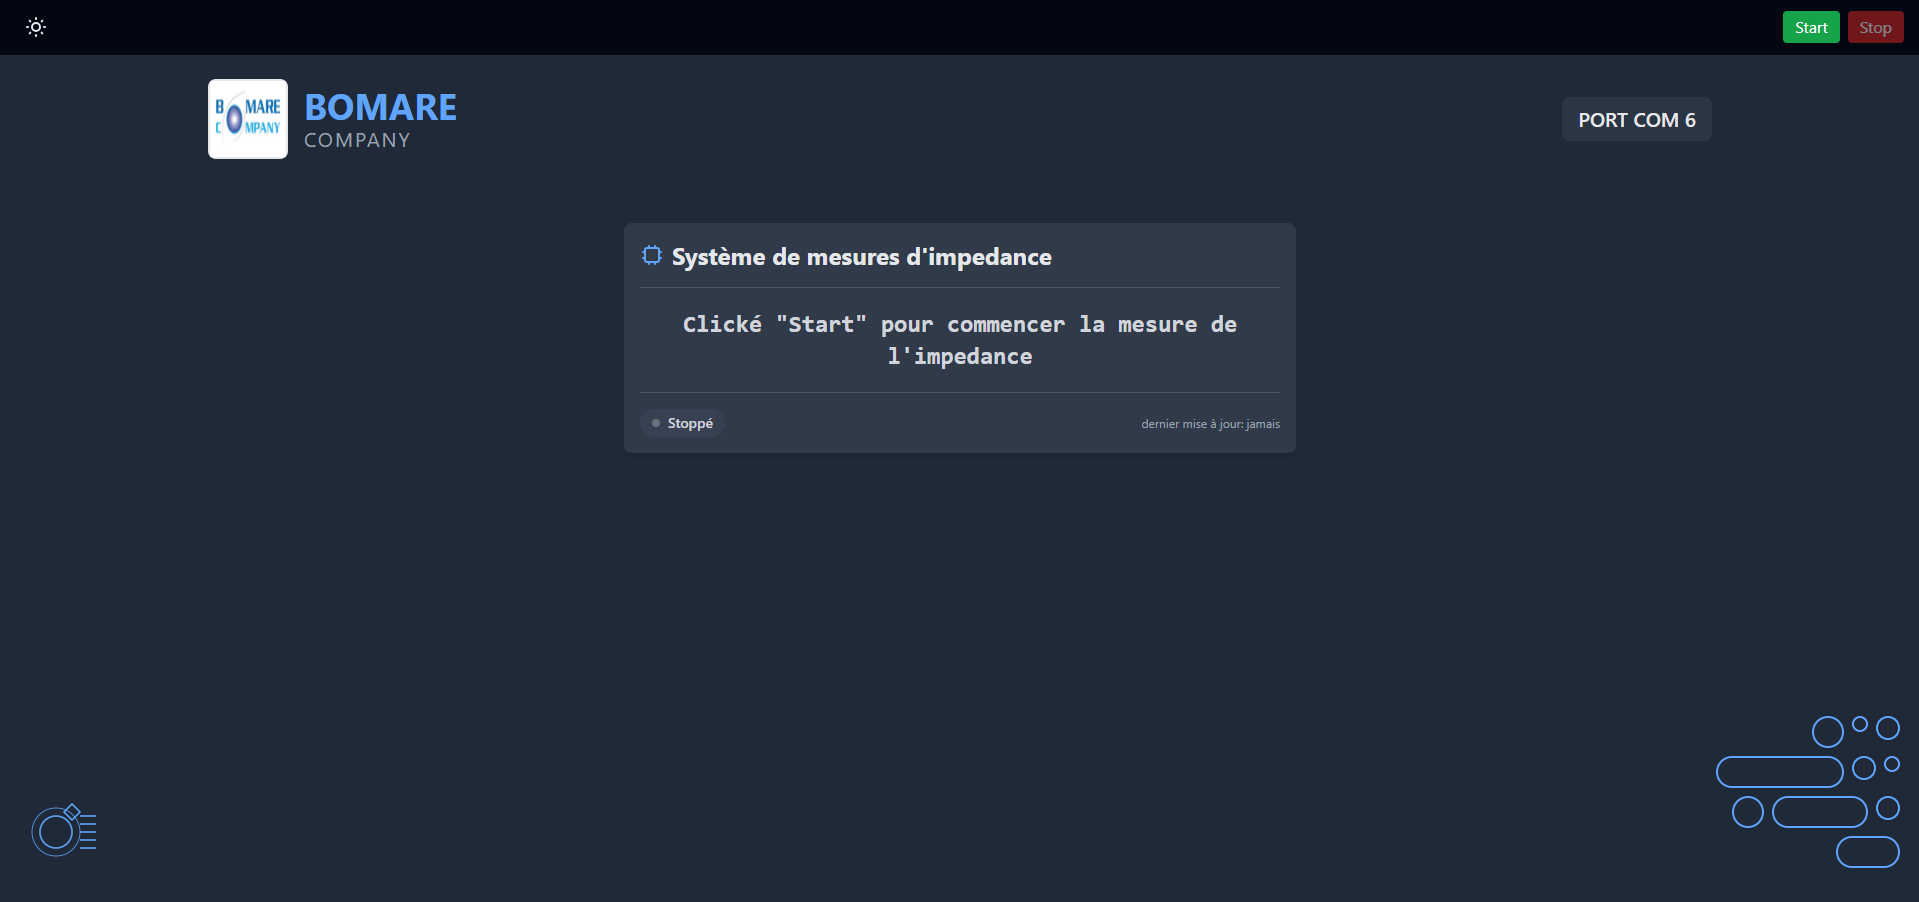 Start Stop
B MARE
C MPANY
BOMARE
COMPANY
PORT COM 6
Système de mesures d'impedance
Clické "Start" pour commencer la mesure de
l'impedance
Stoppé
dernier mise à jour: jamais